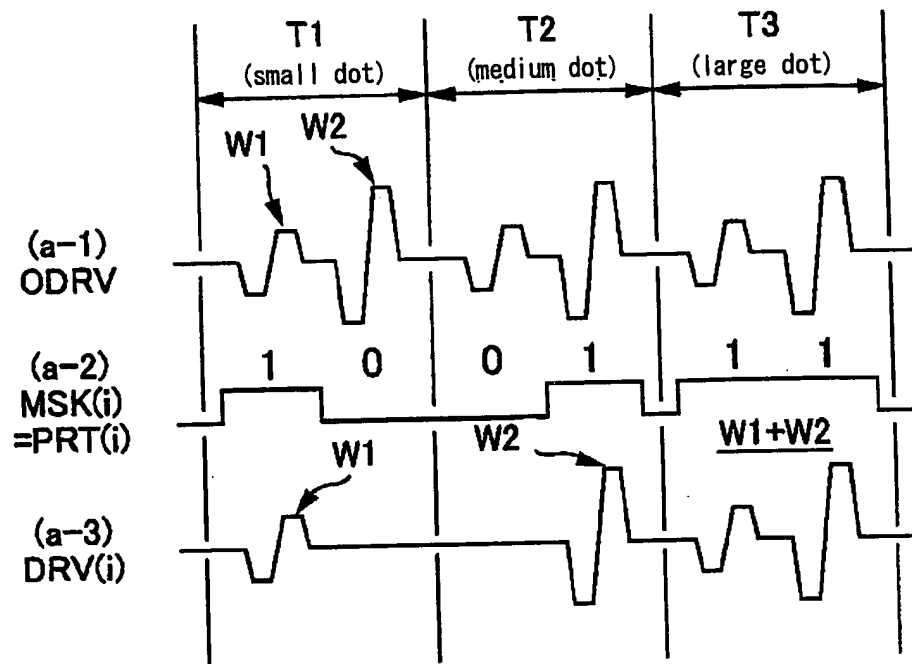 T1 T2 T3
(small dot) (medium dot) (large dot)
W1 W2
(a-1)
ODRV
(a-2)
MSK(i)
=PRT(i)
1 0 0 1 1 1
W1 W2 W1+W2
(a-3)
DRV(i)